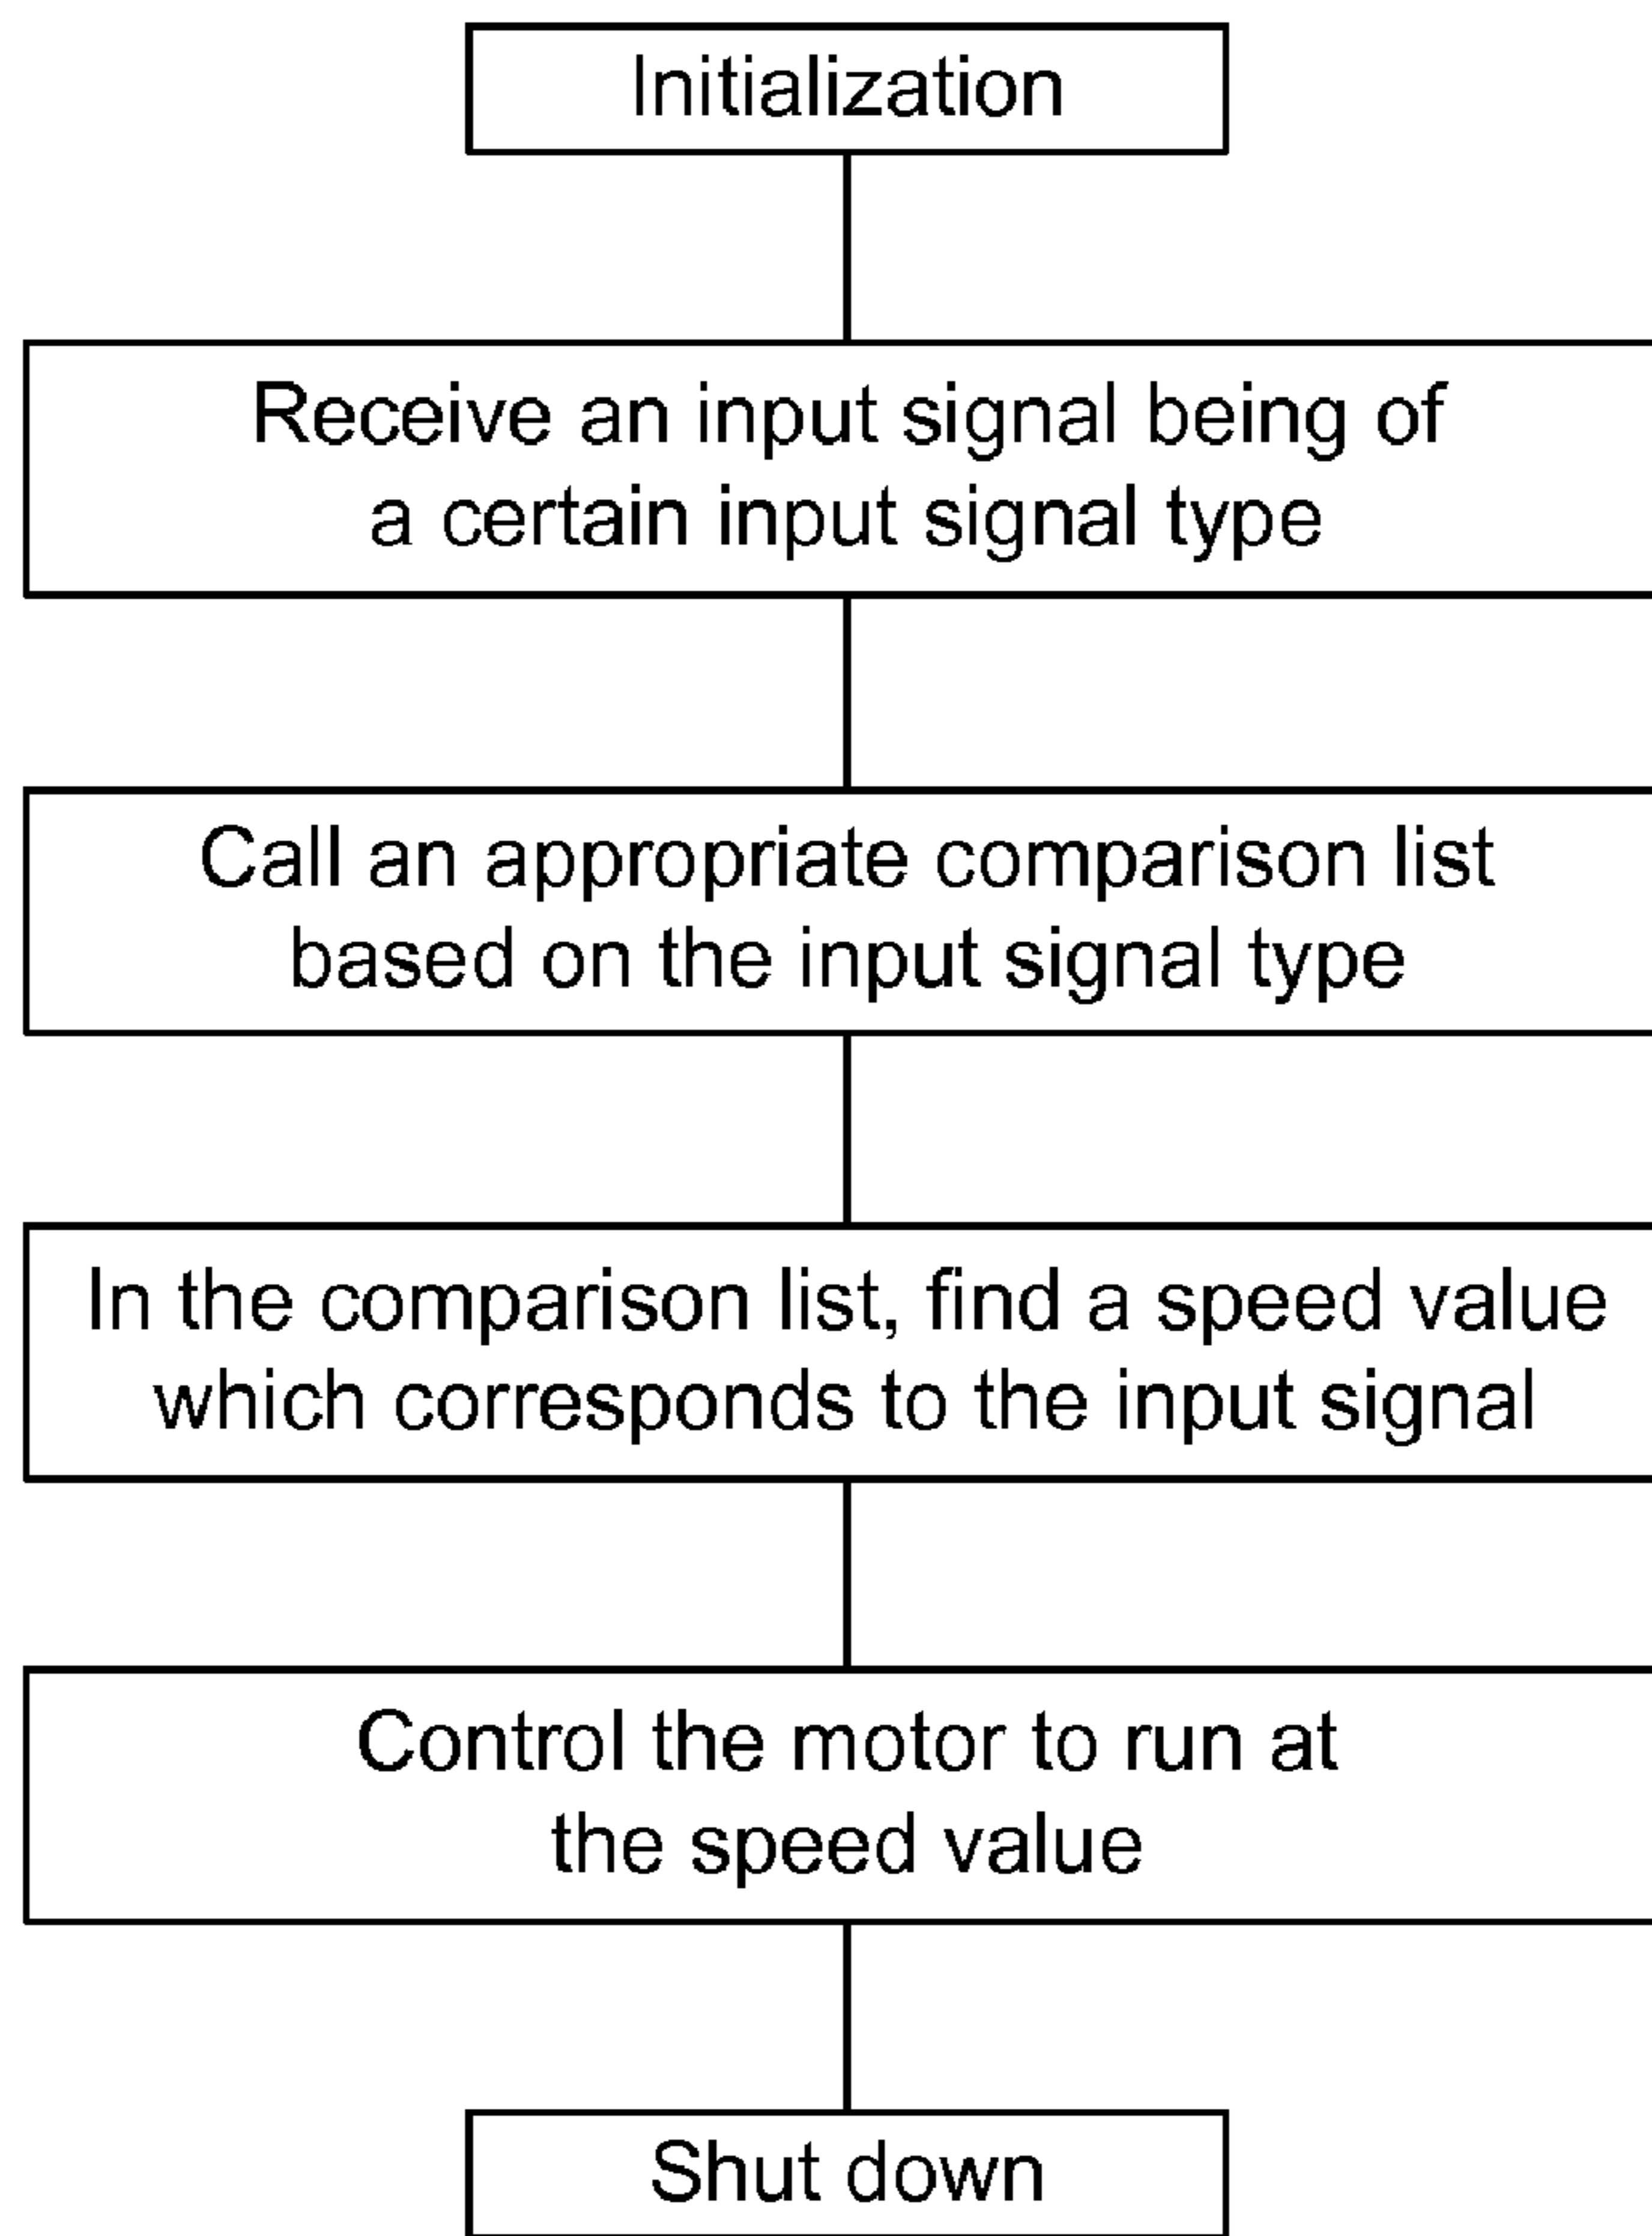 Initialization
Receive an input signal being of
a certain input signal type
Call an appropriate comparison list
based on the input signal type
In the comparison list, find a speed value
which corresponds to the input signal
Control the motor to run at
the speed value
Shut down